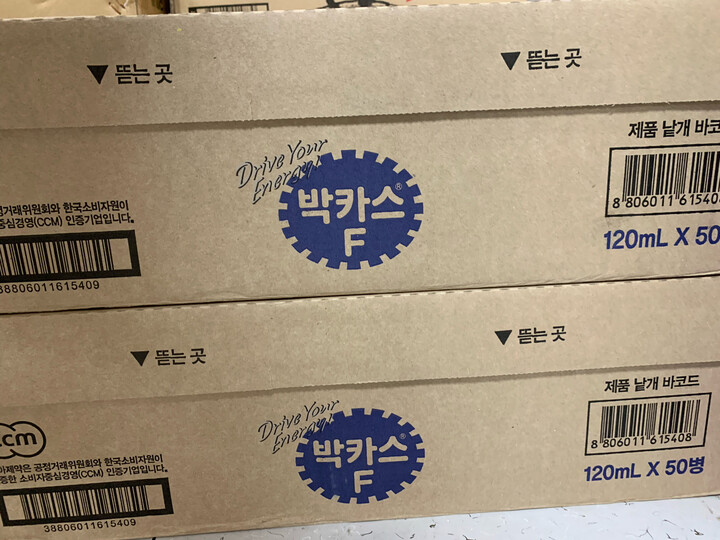 ▼ 뜯는 곳
▼ 뜯는 곳
제품 낱개 바코
Drive Your
Energy!
박카스®
F
정거래위원회와 한국소비자원이
중심경영(CCM) 인증기업입니다.
38806011615409
8 806011 615408
120mL X 50
▼ 뜯는 곳
▼ 뜯는 곳
제품 낱개 바코드
Drive Your
Energy!
박카스®
F
ccm
아제약은 공정거래위원회와 한국소비자원이
증한 소비자중심경영(CCM) 인증기업입니다.
38806011615409
8 806011 615408
120mL X 50병